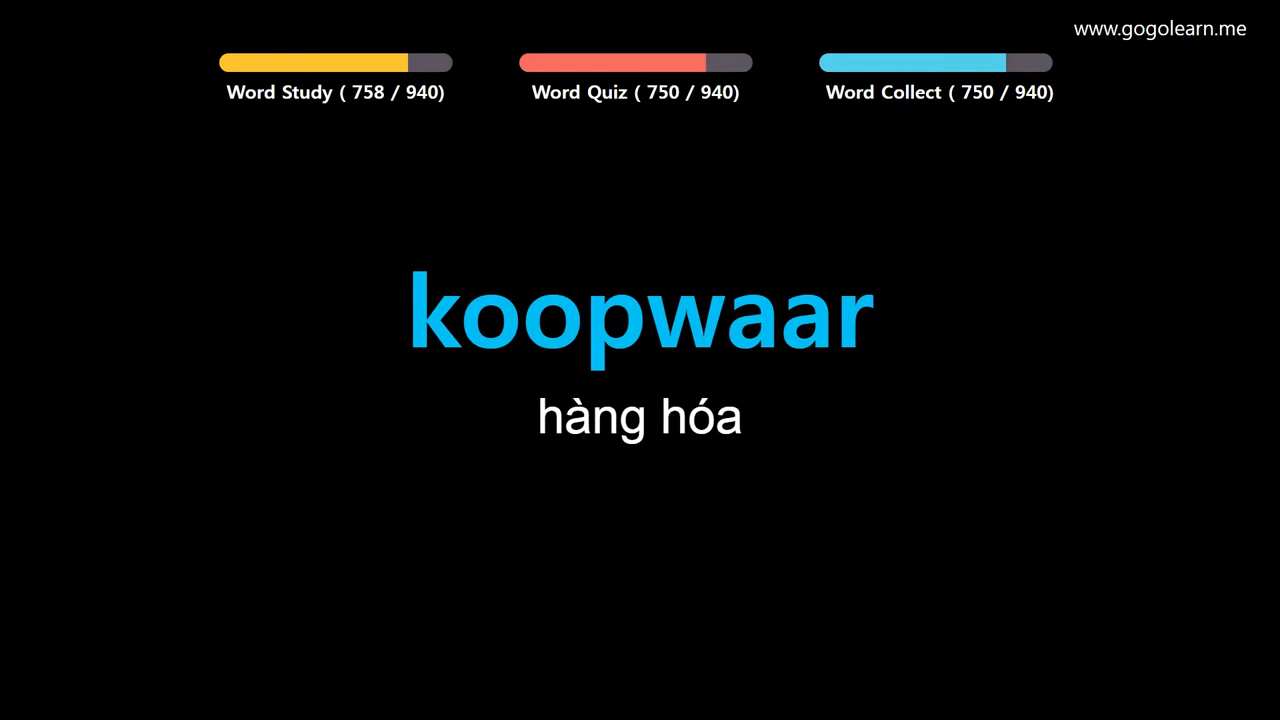 www.gogolearn.me
Word Study ( 758 / 940)
Word Quiz ( 750 / 940)
Word Collect ( 750 / 940)
koopwaar
hàng hóa